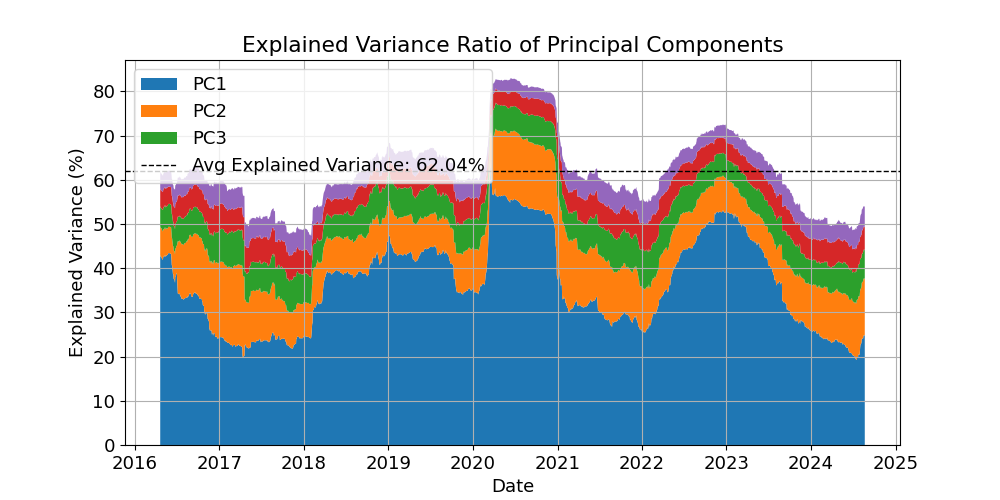 Explained Variance Ratio of Principal Components
PC1
PC2
PC3
Avg Explained Variance: 62.04%
Explained Variance (%)
80
70
60
50
40
30
20
10
0
2016 2017 2018 2019 2020 2021 2022 2023 2024 2025
Date